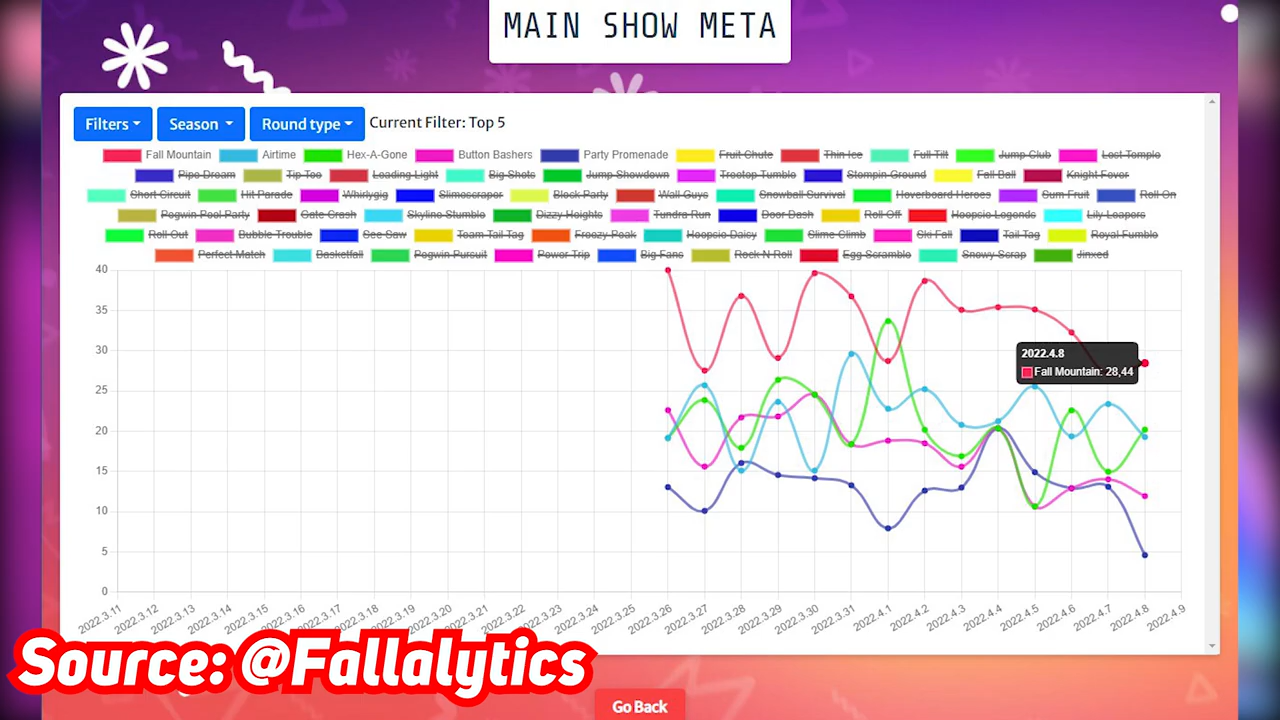 MAIN SHOW META
Filters Season Round type Current Filter: Top 5
Fall Mountain Airtime Hex-A-Gone Button Bashers Party Promenade Fruit Chute Thin Ice Full Tilt Jump Club Lost Temple
Pipe Dream Tip Toe Leading Light Big Shots Jump Showdown Treetop Tumble Stompin Ground Fall Ball Knight Fever
Short Circuit Hit Parade Whirlygig Slimescraper Block Party Wall Guys Snowball Survival Hoverboard Heroes Sum Fruit Roll On
Pegwin Pool Party Gate Crash Skyline Stumble Dizzy Heights Tundra Run Door Dash Roll Off Hoopsie Legends Lily Leapers
Roll Out Bubble Trouble See Saw Team Tail Tag Freezy Peak Hoopsie Daisy Slime Climb Ski Fall Tail Tag Royal Fumble
Perfect Match Basketfall Pegwin Pursuit Power Trip Big Fans Rock N Roll Egg Scramble Snowy Scrap Jinxed
40
35
30
2022.4.8
Fall Mountain: 28,44
25
20
15
10
5
0
2022.3.11 2022.3.12 2022.3.13 2022.3.14 2022.3.15 2022.3.16 2022.3.17 2022.3.18 2022.3.19 2022.3.20 2022.3.21 2022.3.22 2022.3.23 2022.3.24 2022.3.25 2022.3.26 2022.3.27 2022.3.28 2022.3.29 2022.3.30 2022.3.31 2022.4.1 2022.4.2 2022.4.3 2022.4.4 2022.4.5 2022.4.6 2022.4.7 2022.4.8 2022.4.9
Source: @Fallalytics
Go Back